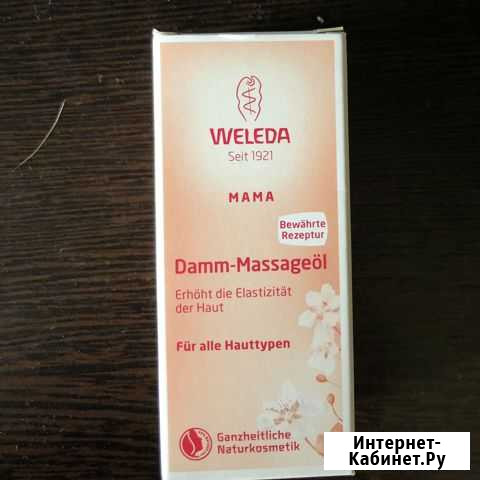 WELEDA
Seit 1921
MAMA
Bewährte
Rezeptur
Damm-Massageöl
Erhöht die Elastizität
der Haut
Für alle Hauttypen
Ganzheitliche
Naturkosmetik
Интернет-
Кабинет.Ру